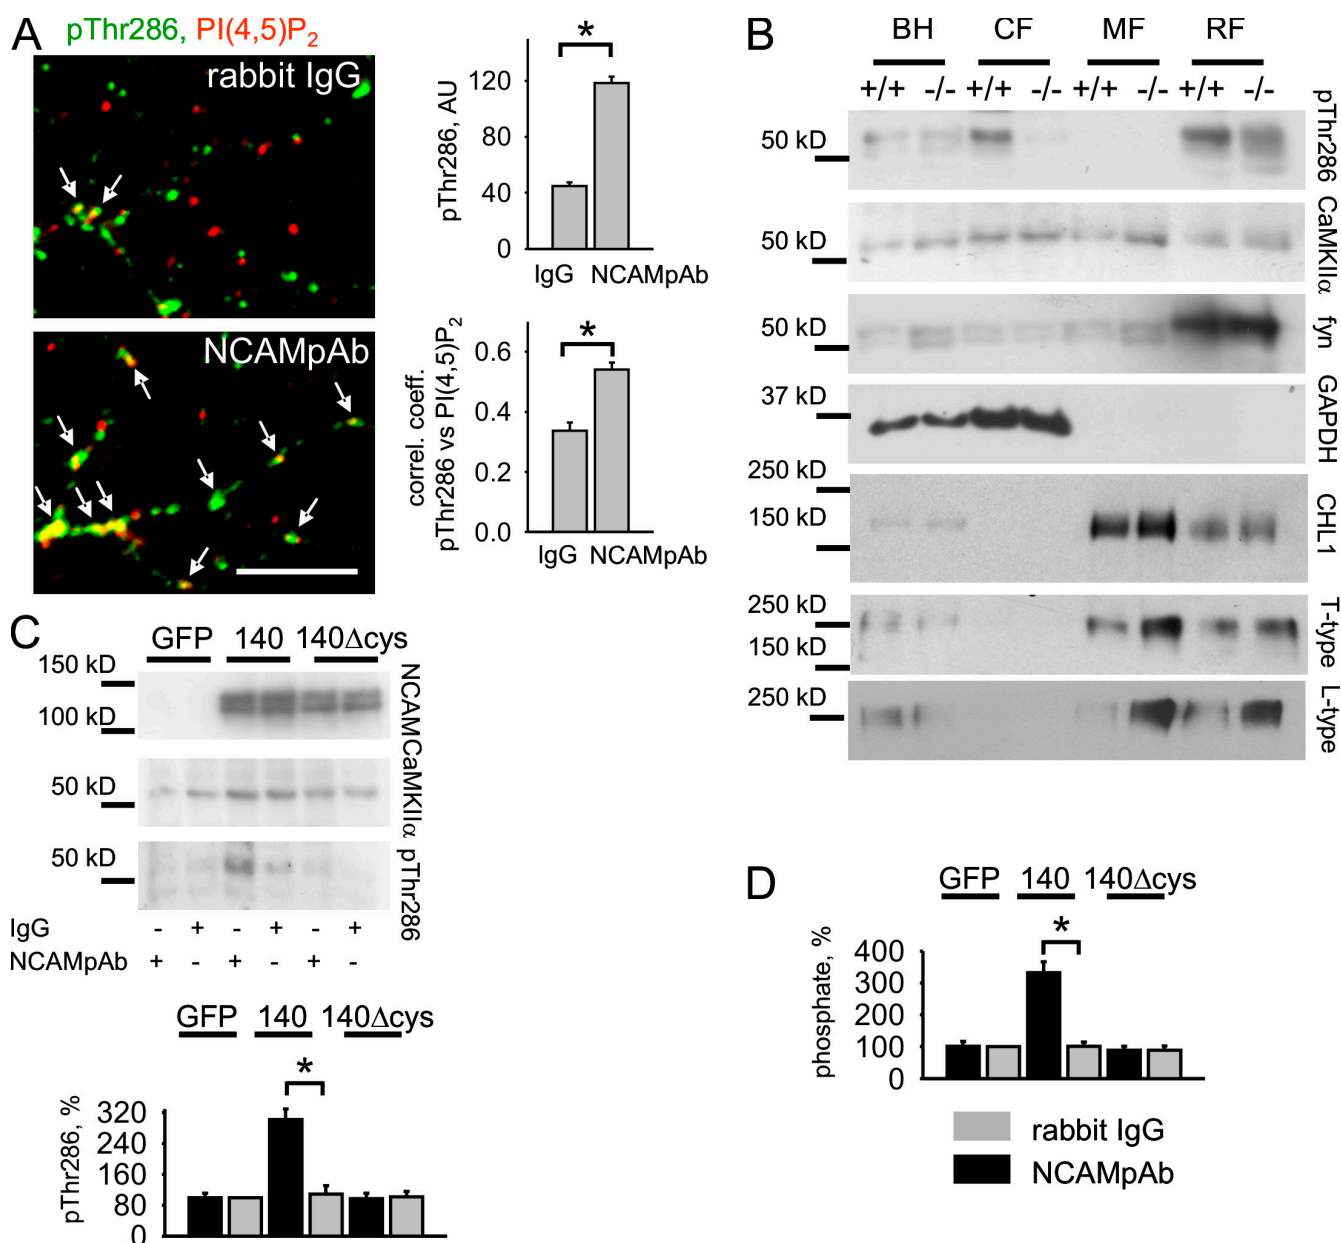 A
pThr286, PI(4,5)P2
rabbit IgG
NCAMpAb
*
pThr286, AU
120
80
40
0
IgG NCAMpAb
*
correl. coeff.
pThr286 vs PI(4,5)P2
0.6
0.4
0.2
0.0
IgG NCAMpAb
B
BH CF MF RF
+/+ -/- +/+ -/- +/+ -/- +/+ -/-
50 kD
pThr286
50 kD
CaMKIIα
50 kD
fyn
37 kD
GAPDH
250 kD
150 kD
CHL1
250 kD
150 kD
T-type
250 kD
L-type
C
GFP 140 140Δcys
150 kD
100 kD
NCAM
50 kD
CaMKIIα
50 kD
pThr286
IgG - + - + - +
NCAMpAb + - + - + -
GFP 140 140Δcys
*
pThr286, %
320
240
160
80
0
D
GFP 140 140Δcys
*
phosphate, %
400
300
200
100
0
rabbit IgG
NCAMpAb